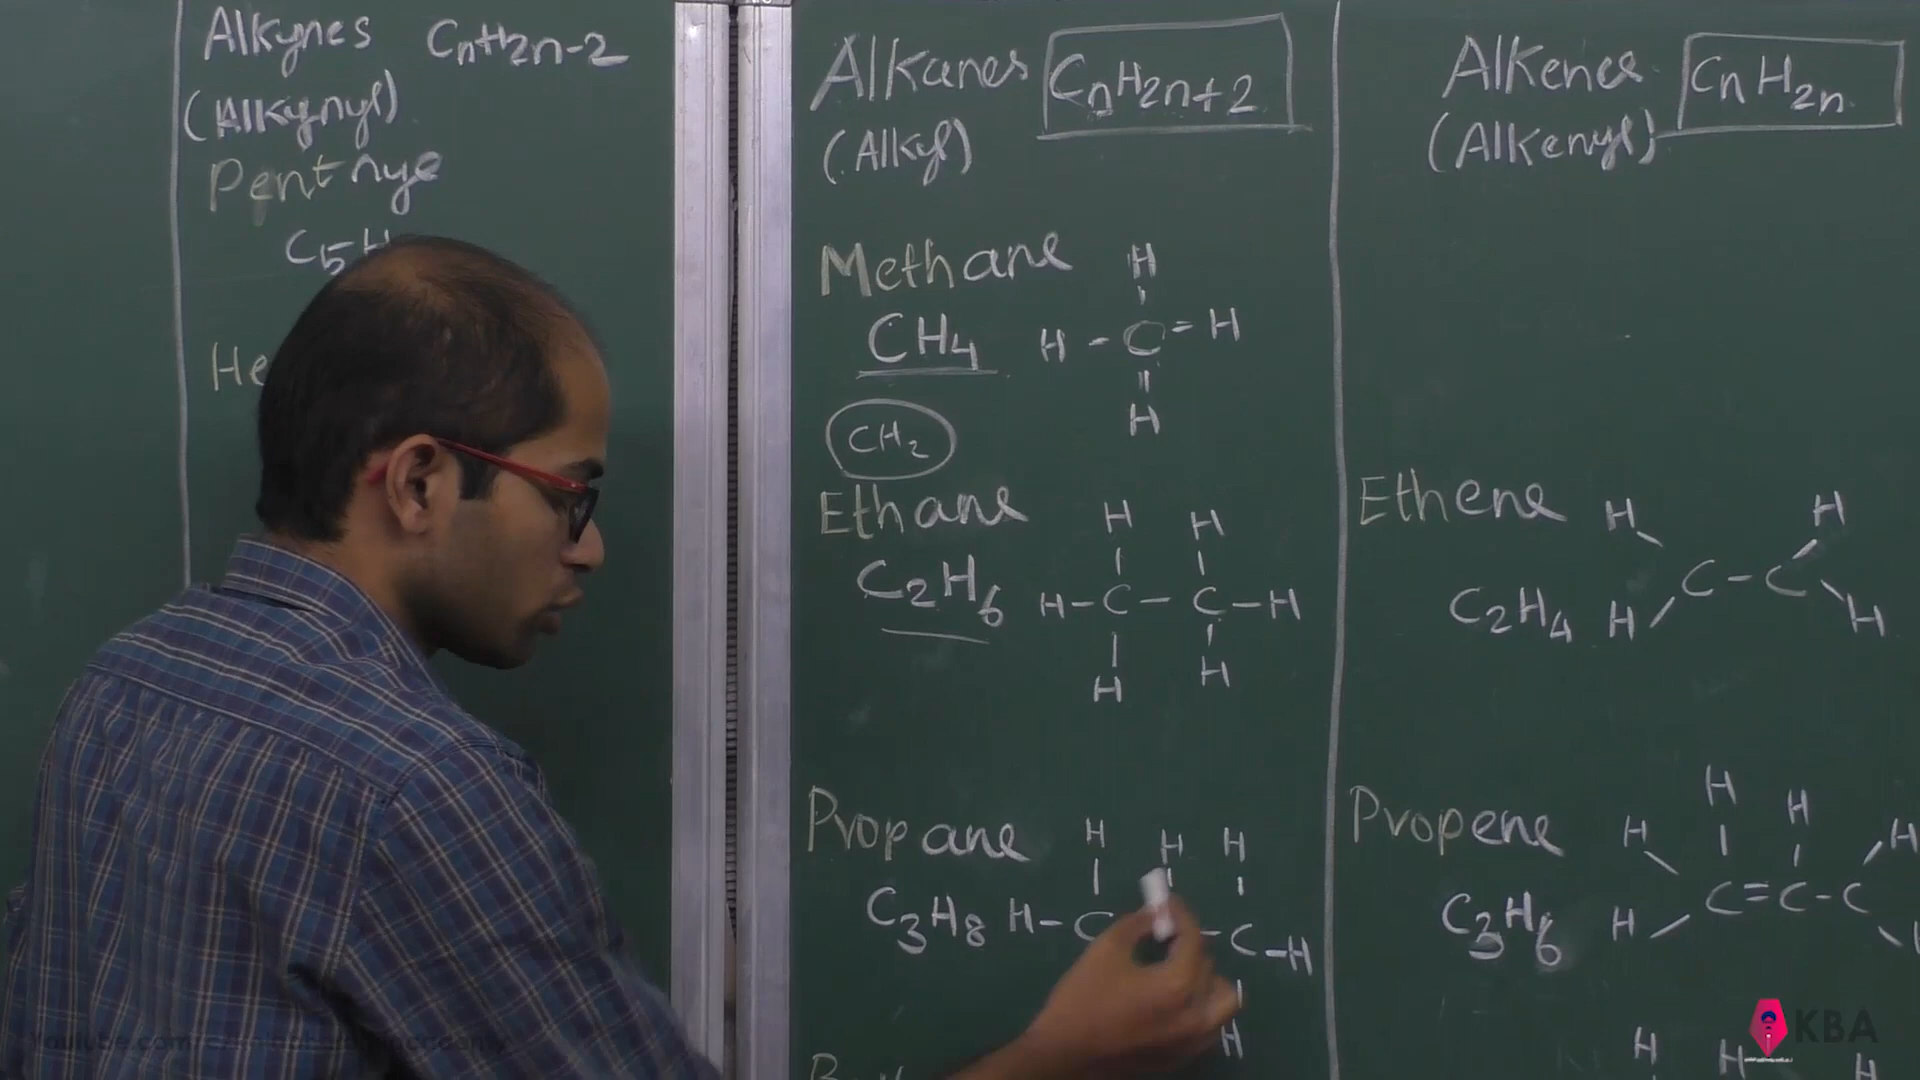 Alkynes CnH2n-2
(Alkynyl)
Pentnye
C5H
He
Alkanes CnH2n+2
(Alkyl)
Methane
H
CH4 H - C = H
H
CH2
Ethane H H
C2H6 H - C - C - H
H H
Propane H H H
C3H8 H - C - C - H
H
Alkenes CnH2n
(Alkenyl)
Ethene H H
C - C
C2H4 H H
Propene H H H H
C3H6 H C = C - C
H H H
KBA